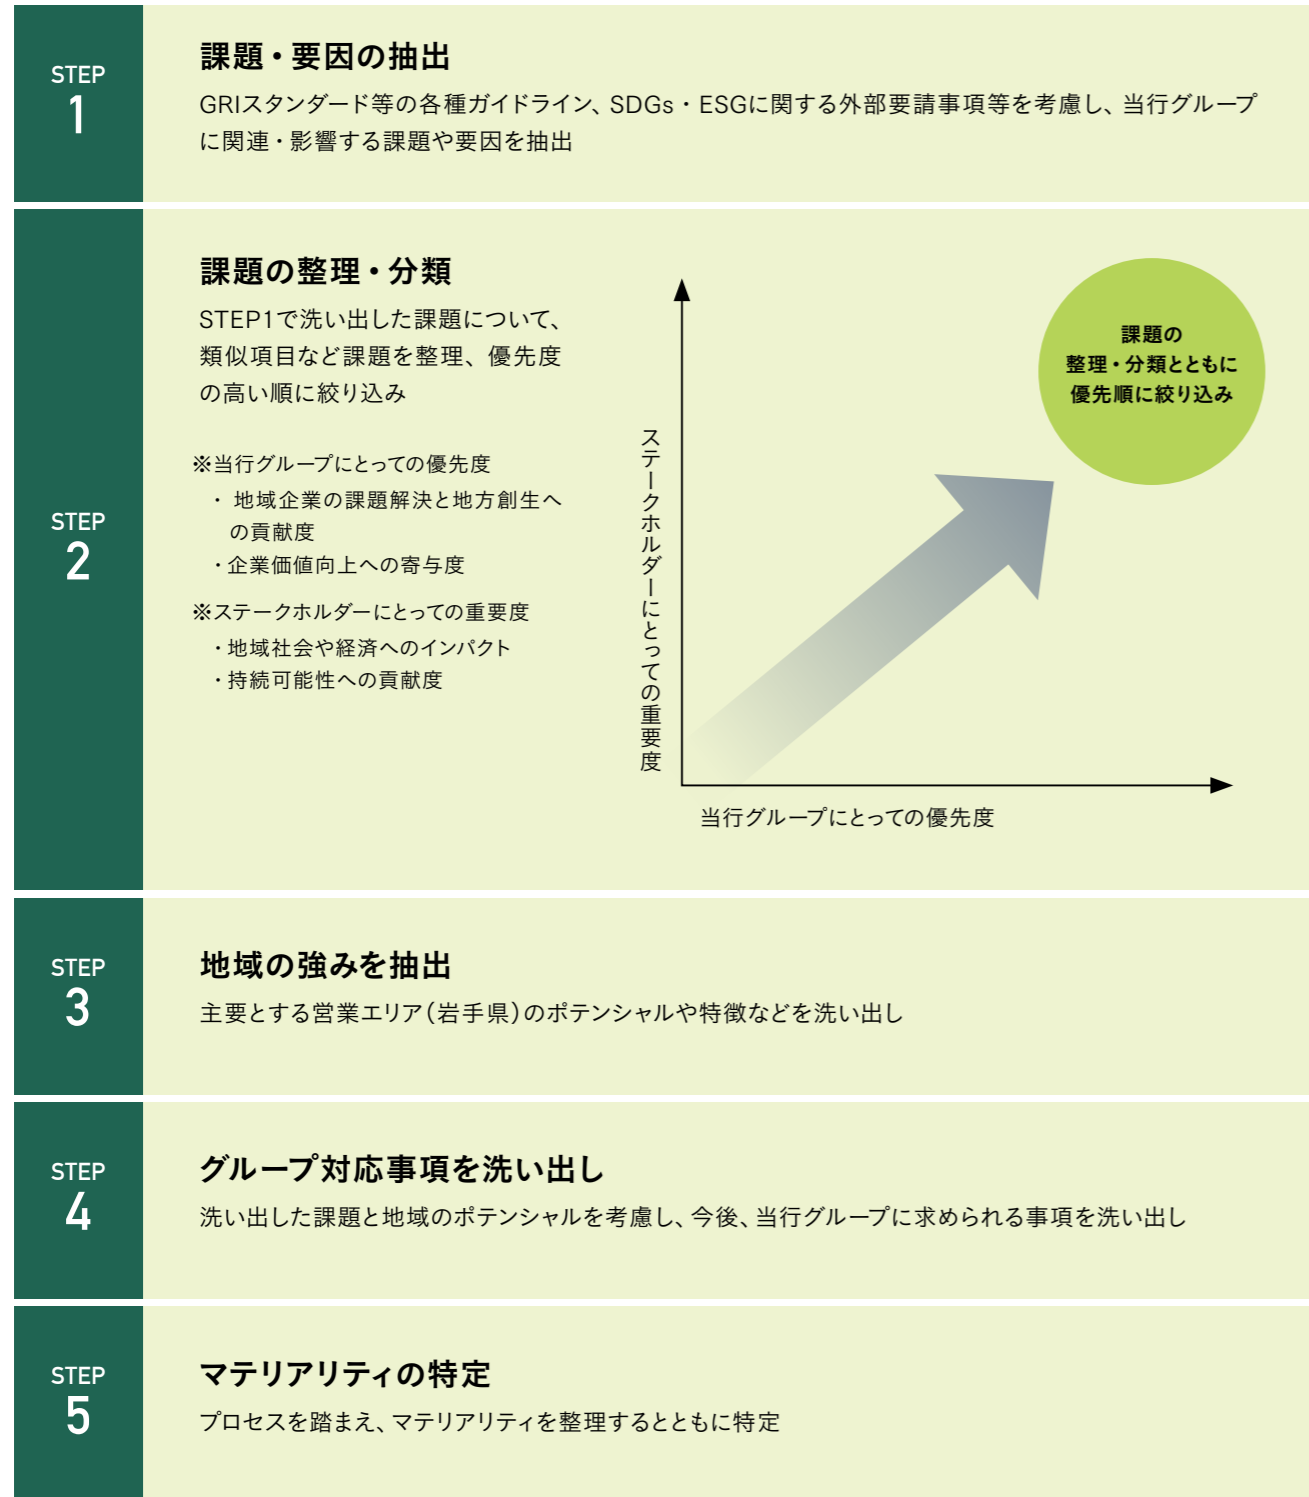 STEP
1
課題・要因の抽出
GRIスタンダード等の各種ガイドライン、SDGs・ESGに関する外部要請事項等を考慮し、当行グループ
に関連・影響する課題や要因を抽出
STEP
2
課題の整理・分類
STEP1で洗い出した課題について、
類似項目など課題を整理、優先度
の高い順に絞り込み
※当行グループにとっての優先度
・地域企業の課題解決と地方創生へ
の貢献度
・企業価値向上への寄与度
※ステークホルダーにとっての重要度
・地域社会や経済へのインパクト
・持続可能性への貢献度
ステークホルダーにとっての重要度
課題の
整理・分類とともに
優先順に絞り込み
当行グループにとっての優先度
STEP
3
地域の強みを抽出
主要とする営業エリア(岩手県)のポテンシャルや特徴などを洗い出し
STEP
4
グループ対応事項を洗い出し
洗い出した課題と地域のポテンシャルを考慮し、今後、当行グループに求められる事項を洗い出し
STEP
5
マテリアリティの特定
プロセスを踏まえ、マテリアリティを整理するとともに特定